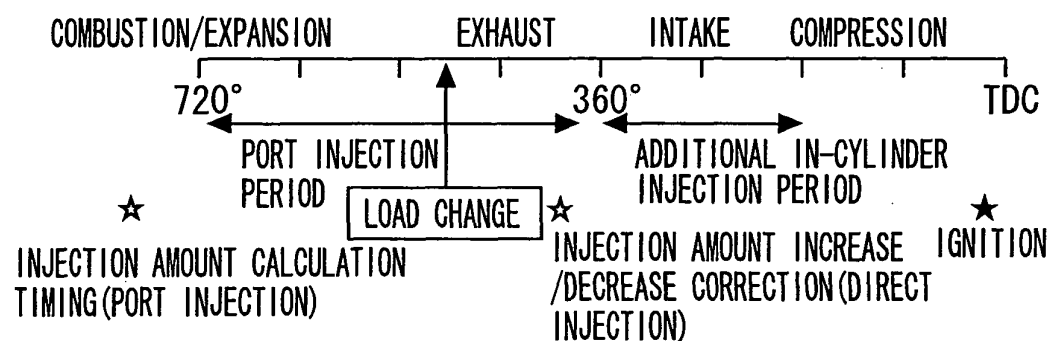 COMBUSTION/EXPANSION EXHAUST INTAKE COMPRESSION
720° 360° TDC
PORT INJECTION
PERIOD
ADDITIONAL IN-CYLINDER
INJECTION PERIOD
LOAD CHANGE
INJECTION AMOUNT CALCULATION
TIMING(PORT INJECTION)
INJECTION AMOUNT INCREASE
/DECREASE CORRECTION(DIRECT
INJECTION)
IGNITION